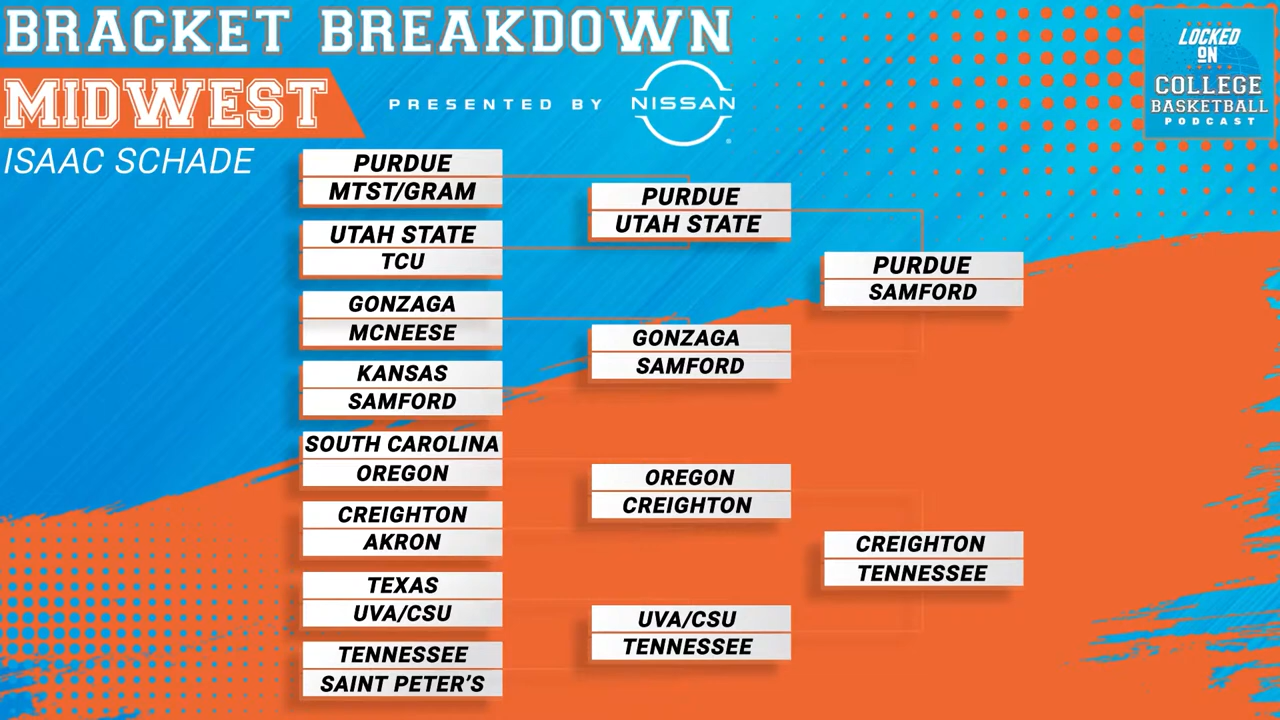 BRACKET BREAKDOWN
MIDWEST
PRESENTED BY NISSAN
LOCKED
ON
COLLEGE
BASKETBALL
PODCAST
ISAAC SCHADE
PURDUE
MTST/GRAM
UTAH STATE
TCU
GONZAGA
MCNEESE
KANSAS
SAMFORD
SOUTH CAROLINA
OREGON
CREIGHTON
AKRON
TEXAS
UVA/CSU
TENNESSEE
SAINT PETER'S
PURDUE
UTAH STATE
GONZAGA
SAMFORD
OREGON
CREIGHTON
UVA/CSU
TENNESSEE
PURDUE
SAMFORD
CREIGHTON
TENNESSEE